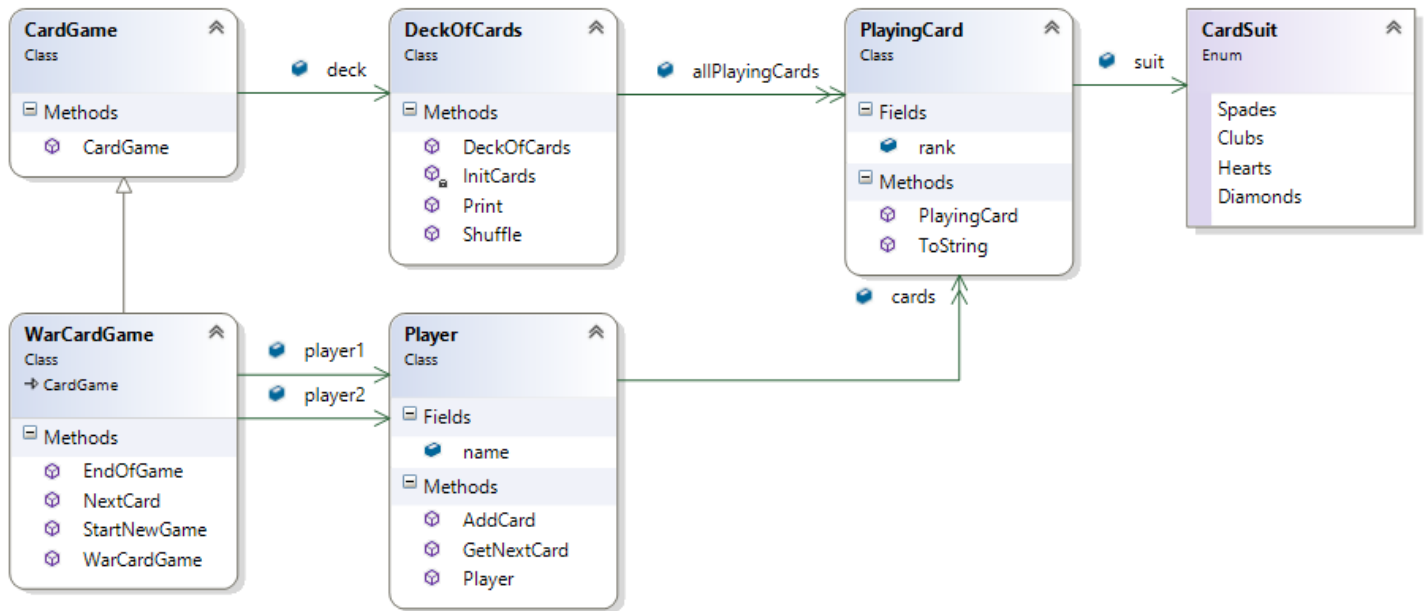 CardGame
Class
Methods
CardGame
deck
DeckOfCards
Class
Methods
DeckOfCards
InitCards
Print
Shuffle
allPlayingCards
PlayingCard
Class
Fields
rank
Methods
PlayingCard
ToString
suit
CardSuit
Enum
Spades
Clubs
Hearts
Diamonds
WarCardGame
Class
CardGame
Methods
EndOfGame
NextCard
StartNewGame
WarCardGame
player1
player2
Player
Class
Fields
name
Methods
AddCard
GetNextCard
Player
cards